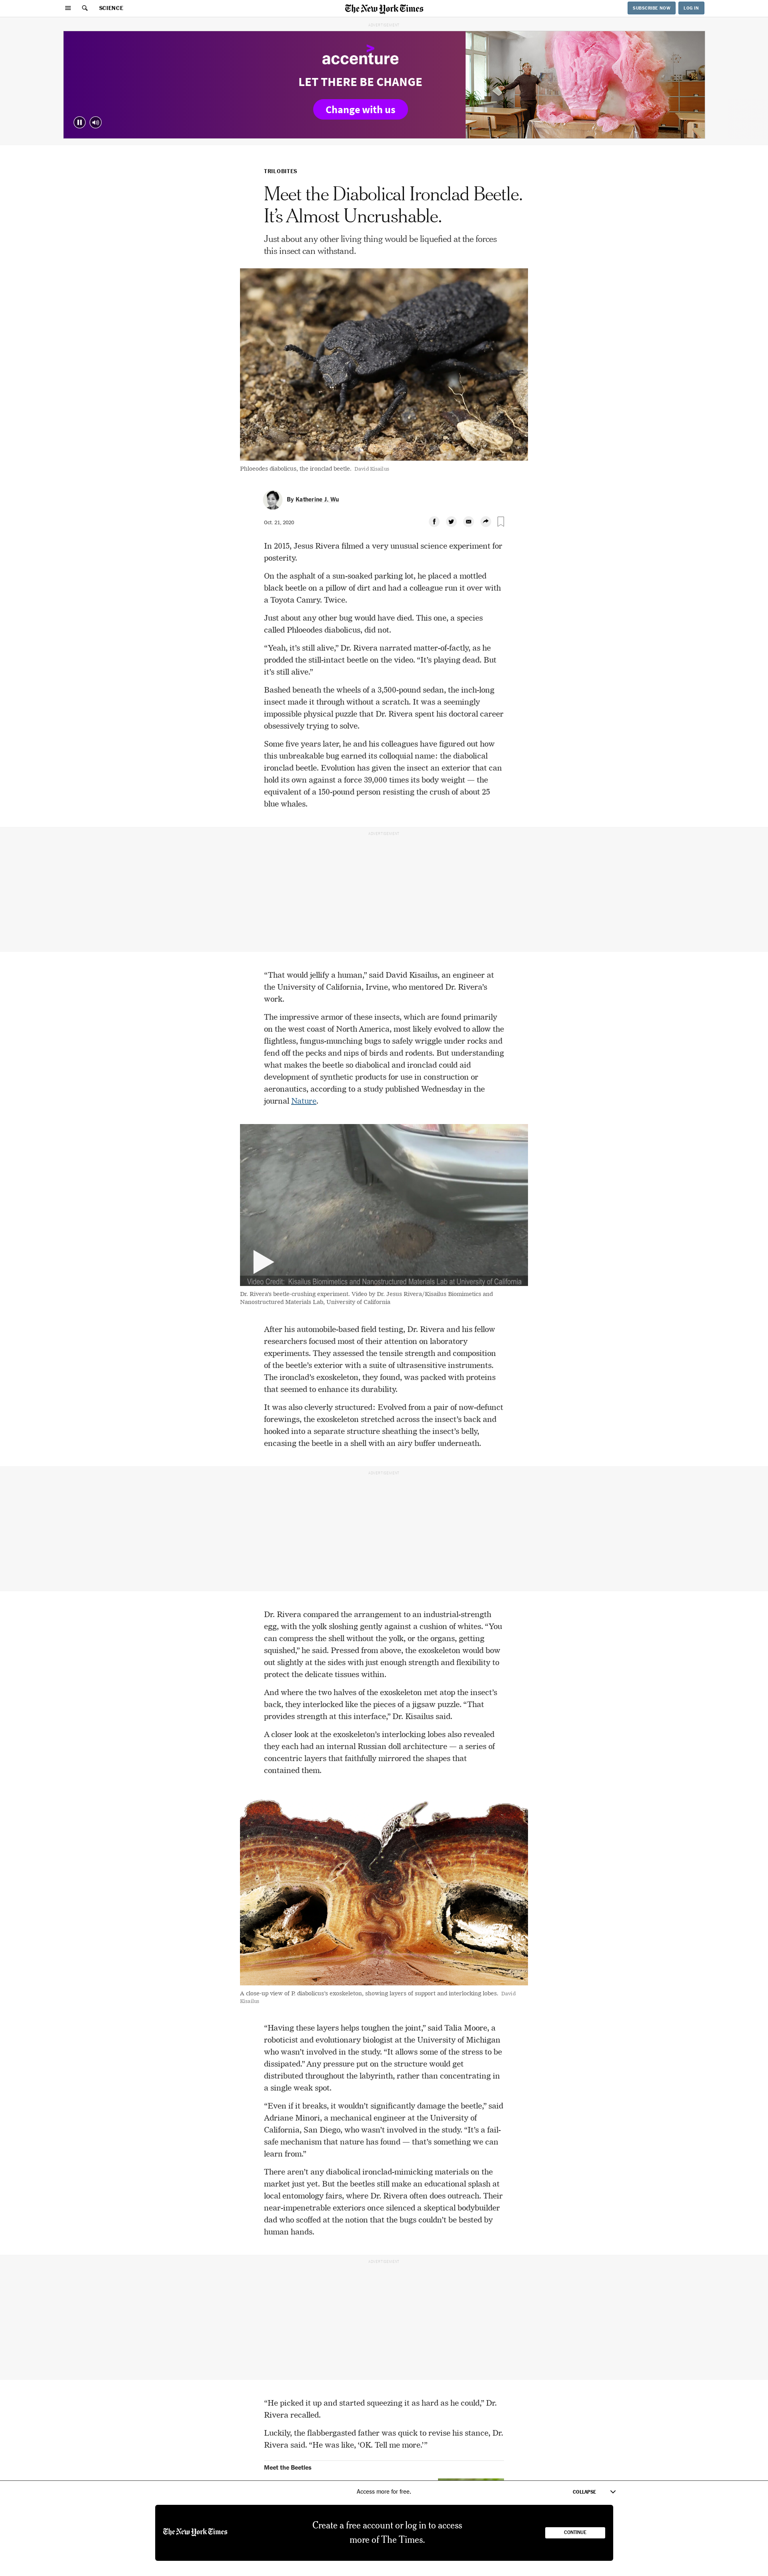 SCIENCE
The New York Times
SUBSCRIBE NOW
LOG IN
ADVERTISEMENT
accenture
LET THERE BE CHANGE
Change with us
TRILOBITES
Meet the Diabolical Ironclad Beetle.
It’s Almost Uncrushable.
Just about any other living thing would be liquefied at the forces
this insect can withstand.
Phloeodes diabolicus, the ironclad beetle. David Kisailus
By Katherine J. Wu
Oct. 21, 2020
In 2015, Jesus Rivera filmed a very unusual science experiment for
posterity.
On the asphalt of a sun-soaked parking lot, he placed a mottled
black beetle on a pillow of dirt and had a colleague run it over with
a Toyota Camry. Twice.
Just about any other bug would have died. This one, a species
called Phloeodes diabolicus, did not.
“Yeah, it’s still alive,” Dr. Rivera narrated matter-of-factly, as he
prodded the still-intact beetle on the video. “It’s playing dead. But
it’s still alive.”
Bashed beneath the wheels of a 3,500-pound sedan, the inch-long
insect made it through without a scratch. It was a seemingly
impossible physical puzzle that Dr. Rivera spent his doctoral career
obsessively trying to solve.
Some five years later, he and his colleagues have figured out how
this unbreakable bug earned its colloquial name: the diabolical
ironclad beetle. Evolution has given the insect an exterior that can
hold its own against a force 39,000 times its body weight — the
equivalent of a 150-pound person resisting the crush of about 25
blue whales.
ADVERTISEMENT
“That would jellify a human,” said David Kisailus, an engineer at
the University of California, Irvine, who mentored Dr. Rivera’s
work.
The impressive armor of these insects, which are found primarily
on the west coast of North America, most likely evolved to allow the
flightless, fungus-munching bugs to safely wriggle under rocks and
fend off the pecks and nips of birds and rodents. But understanding
what makes the beetle so diabolical and ironclad could aid
development of synthetic products for use in construction or
aeronautics, according to a study published Wednesday in the
journal Nature.
Video Credit: Kisailus Biomimetics and Nanostructured Materials Lab at University of California
Dr. Rivera’s beetle-crushing experiment. Video by Dr. Jesus Rivera/Kisailus Biomimetics and
Nanostructured Materials Lab, University of California
After his automobile-based field testing, Dr. Rivera and his fellow
researchers focused most of their attention on laboratory
experiments. They assessed the tensile strength and composition
of the beetle’s exterior with a suite of ultrasensitive instruments.
The ironclad’s exoskeleton, they found, was packed with proteins
that seemed to enhance its durability.
It was also cleverly structured: Evolved from a pair of now-defunct
forewings, the exoskeleton stretched across the insect’s back and
hooked into a separate structure sheathing the insect’s belly,
encasing the beetle in a shell with an airy buffer underneath.
ADVERTISEMENT
Dr. Rivera compared the arrangement to an industrial-strength
egg, with the yolk sloshing gently against a cushion of whites. “You
can compress the shell without the yolk, or the organs, getting
squished,” he said. Pressed from above, the exoskeleton would bow
out slightly at the sides with just enough strength and flexibility to
protect the delicate tissues within.
And where the two halves of the exoskeleton met atop the insect’s
back, they interlocked like the pieces of a jigsaw puzzle. “That
provides strength at this interface,” Dr. Kisailus said.
A closer look at the exoskeleton’s interlocking lobes also revealed
they each had an internal Russian doll architecture — a series of
concentric layers that faithfully mirrored the shapes that
contained them.
A close-up view of P. diabolicus’s exoskeleton, showing layers of support and interlocking lobes. David
Kisailus
“Having these layers helps toughen the joint,” said Talia Moore, a
roboticist and evolutionary biologist at the University of Michigan
who wasn’t involved in the study. “It allows some of the stress to be
dissipated.” Any pressure put on the structure would get
distributed throughout the labyrinth, rather than concentrating in
a single weak spot.
“Even if it breaks, it wouldn’t significantly damage the beetle,” said
Adriane Minori, a mechanical engineer at the University of
California, San Diego, who wasn’t involved in the study. “It’s a fail-
safe mechanism that nature has found — that’s something we can
learn from.”
There aren’t any diabolical ironclad-mimicking materials on the
market just yet. But the beetles still make an educational splash at
local entomology fairs, where Dr. Rivera often does outreach. Their
near-impenetrable exteriors once silenced a skeptical bodybuilder
dad who scoffed at the notion that the bugs couldn’t be bested by
human hands.
ADVERTISEMENT
“He picked it up and started squeezing it as hard as he could,” Dr.
Rivera recalled.
Luckily, the flabbergasted father was quick to revise his stance, Dr.
Rivera said. “He was like, ‘OK. Tell me more.’”
Meet the Beetles
Access more for free.
COLLAPSE
The New York Times
Create a free account or log in to access
more of The Times.
CONTINUE